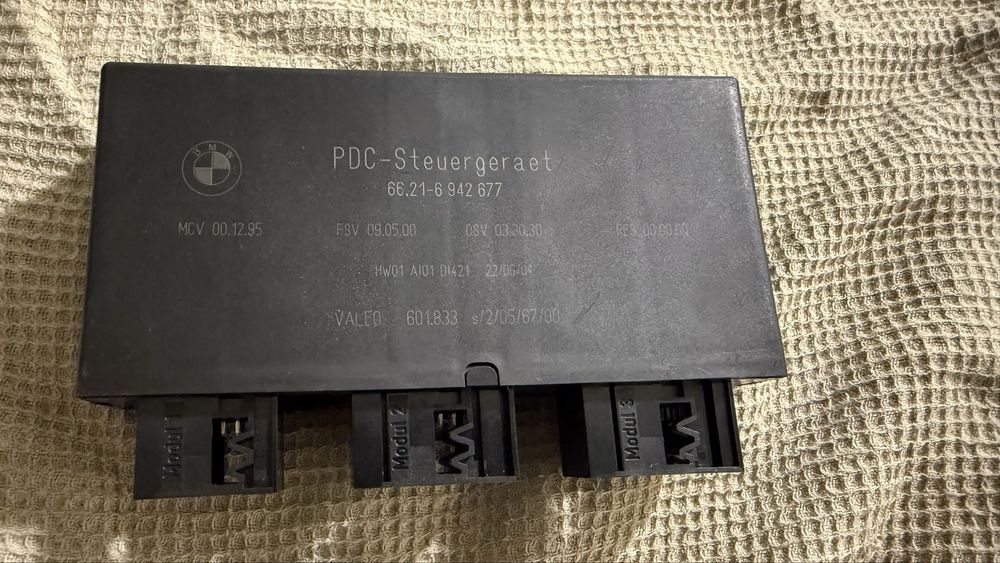 BMW
PDC-Steuergeraet
66.21-6 942 677
MCV 00.12.95 FSV 09.05.00 OSV 03.30.30 RES 00.00.00
HW01 AI01 DI421 22/06/04
VALEO 601.833 s/2/05/67/00
Modul 1 Modul 2 Modul 3